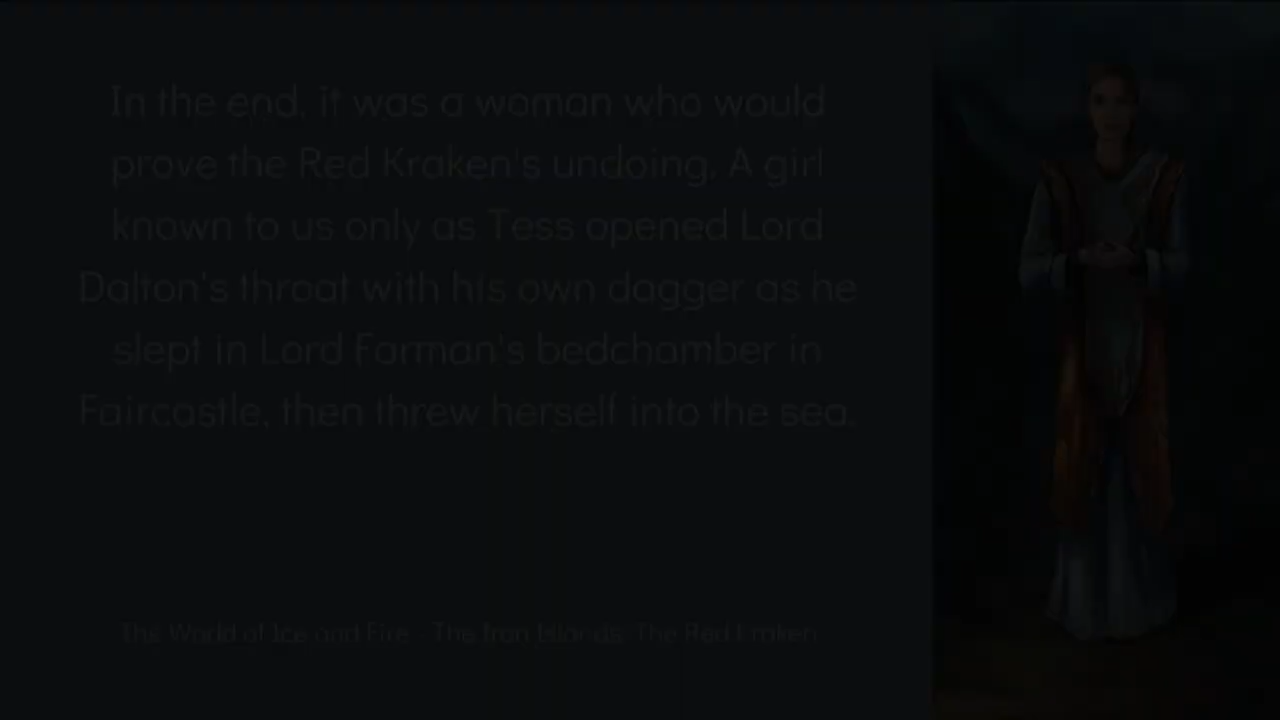 In the end, it was a woman who would
prove the Red Kraken's undoing. A girl
known to us only as Tess opened Lord
Dalton's throat with his own dagger as he
slept in Lord Farman's bedchamber in
Faircastle, then threw herself into the sea.
The World of Ice and Fire - The Iron Islands: The Red Kraken